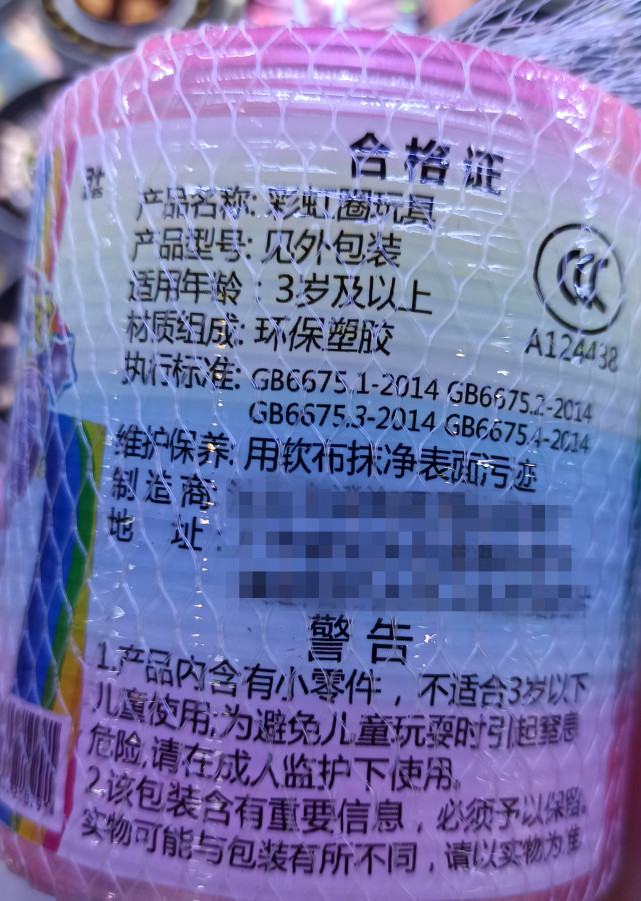 合格证
3+
产品名称: 彩虹圈玩具
产品型号: 见外包装
适用年龄: 3岁及以上
材质组成: 环保塑胶
A124438
执行标准: GB6675.1-2014 GB6675.2-2014
GB6675.3-2014 GB6675.4-2014
维护保养: 用软布抹净表面污迹
制造商:
地 址:
警告
1.产品内含有小零件，不适合3岁以下
儿童使用;为避免儿童玩耍时引起窒息
危险,请在成人监护下使用。
2.该包装含有重要信息，必须予以保留。
实物可能与包装有所不同，请以实物为准